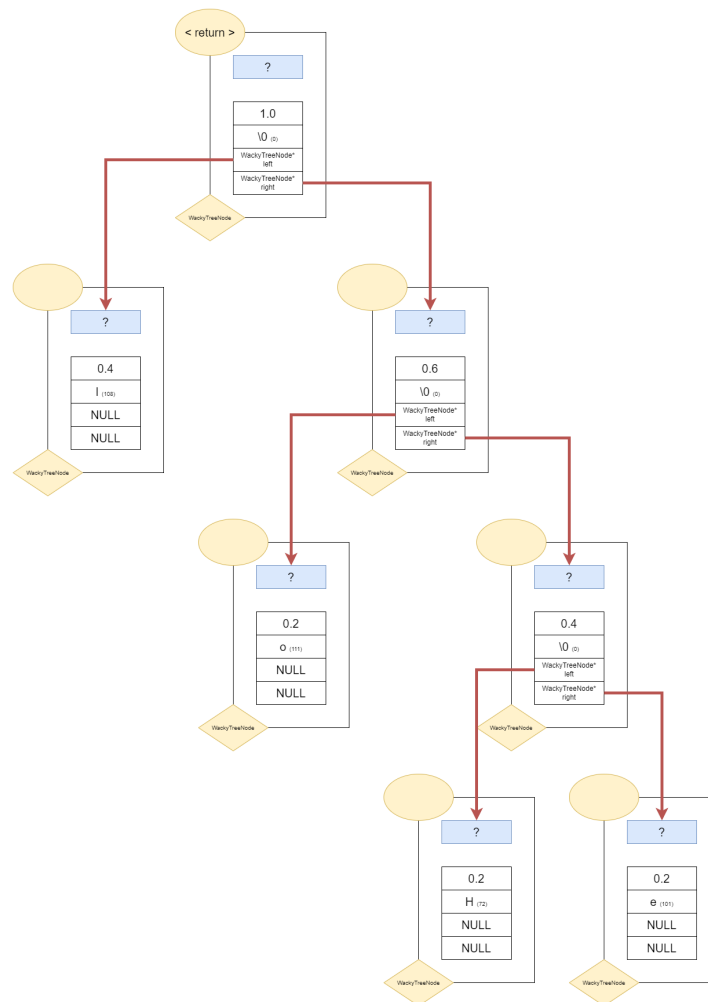 < return >
?
1.0
\0 (0)
WackyTreeNode*
left
WackyTreeNode*
right
WackyTreeNode
?
0.4
l (108)
NULL
NULL
WackyTreeNode
?
0.6
\0 (0)
WackyTreeNode*
left
WackyTreeNode*
right
WackyTreeNode
?
0.2
o (111)
NULL
NULL
WackyTreeNode
?
0.4
\0 (0)
WackyTreeNode*
left
WackyTreeNode*
right
WackyTreeNode
?
0.2
H (72)
NULL
NULL
WackyTreeNode
?
0.2
e (101)
NULL
NULL
WackyTreeNode